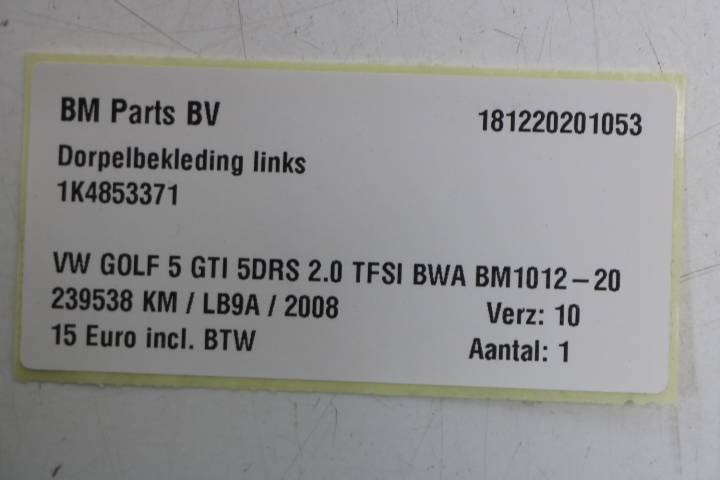 BM Parts BV 181220201053
Dorpelbekleding links
1K4853371
VW GOLF 5 GTI 5DRS 2.0 TFSI BWA BM1012-20
239538 KM / LB9A / 2008 Verz: 10
15 Euro incl. BTW Aantal: 1